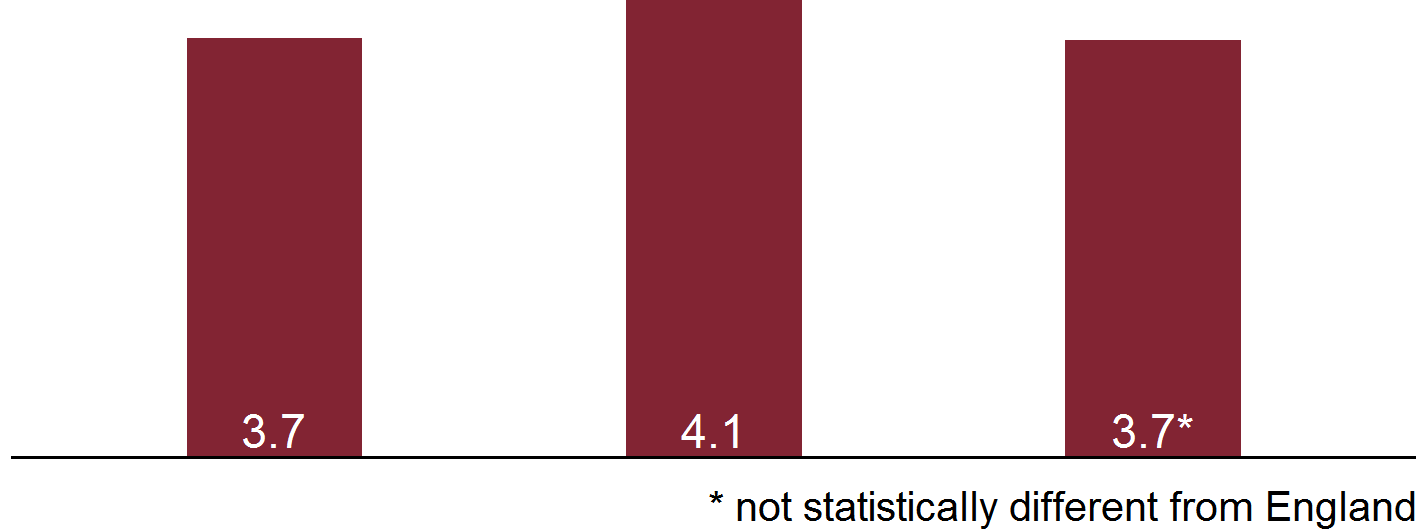 3.7 4.1 3.7*
* not statistically different from England